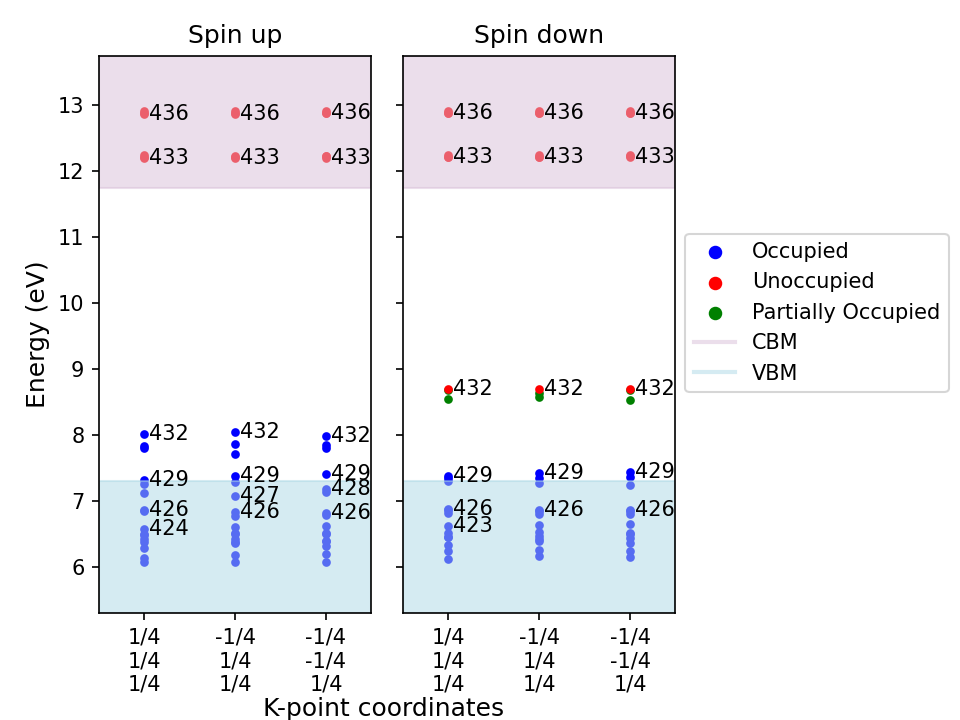 Spin up
Spin down
Energy (eV)
13
12
11
10
9
8
7
6
436 436 436
433 433 433
432 432 432
429 429 429
427 428
426 426 426
424
436 436 436
433 433 433
432 432 432
429 429 429
426 426 426
423
1/4 -1/4 -1/4
1/4 1/4 -1/4
1/4 1/4 1/4
1/4 -1/4 -1/4
1/4 1/4 -1/4
1/4 1/4 1/4
K-point coordinates
Occupied
Unoccupied
Partially Occupied
CBM
VBM